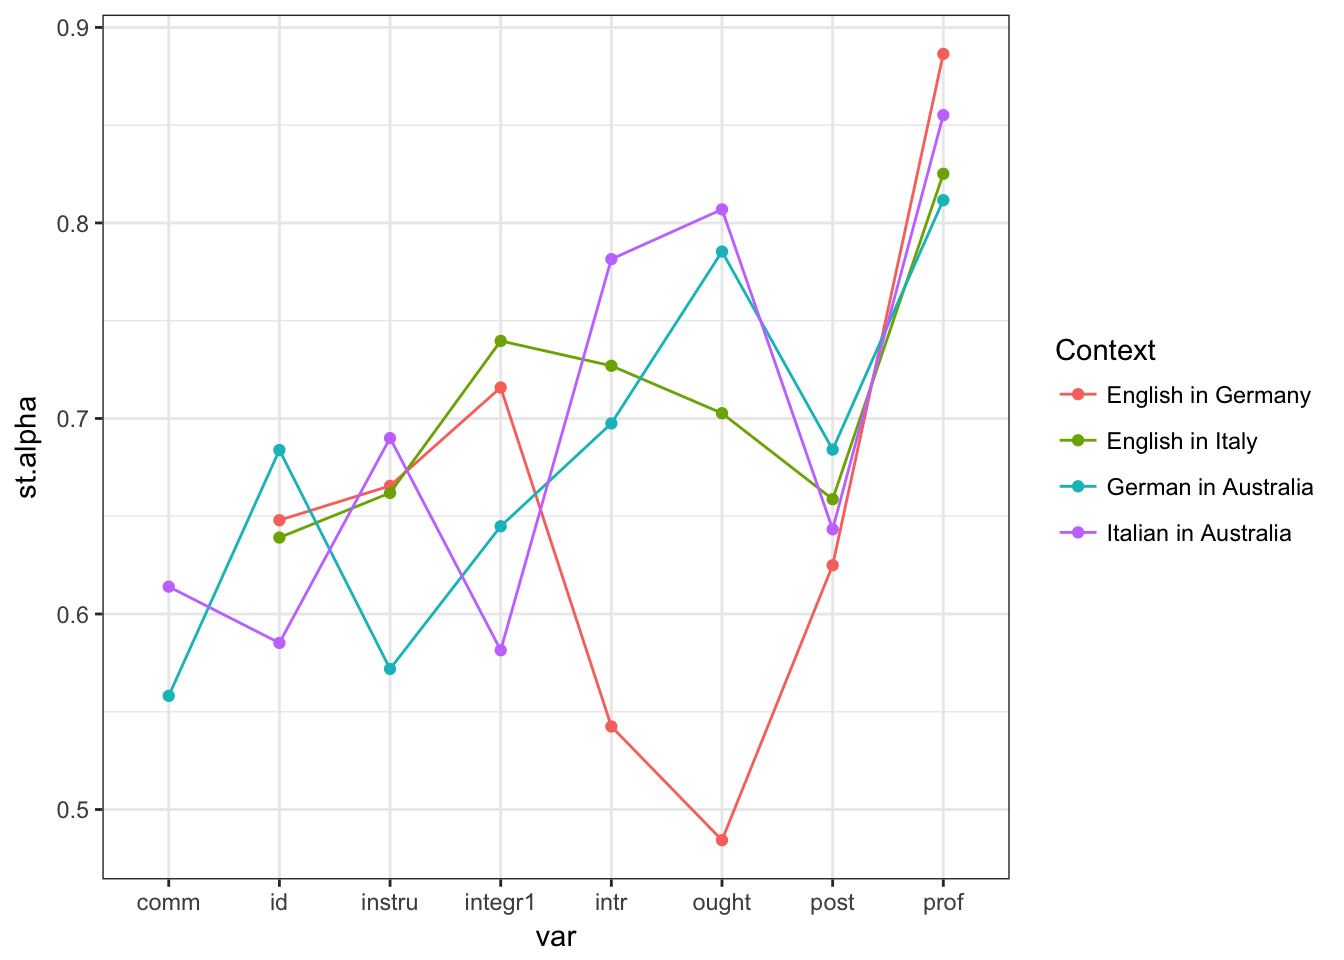 0.9
0.8
0.7
0.6
0.5
st.alpha
comm id instru integr1 intr ought post prof
var
Context
English in Germany
English in Italy
German in Australia
Italian in Australia